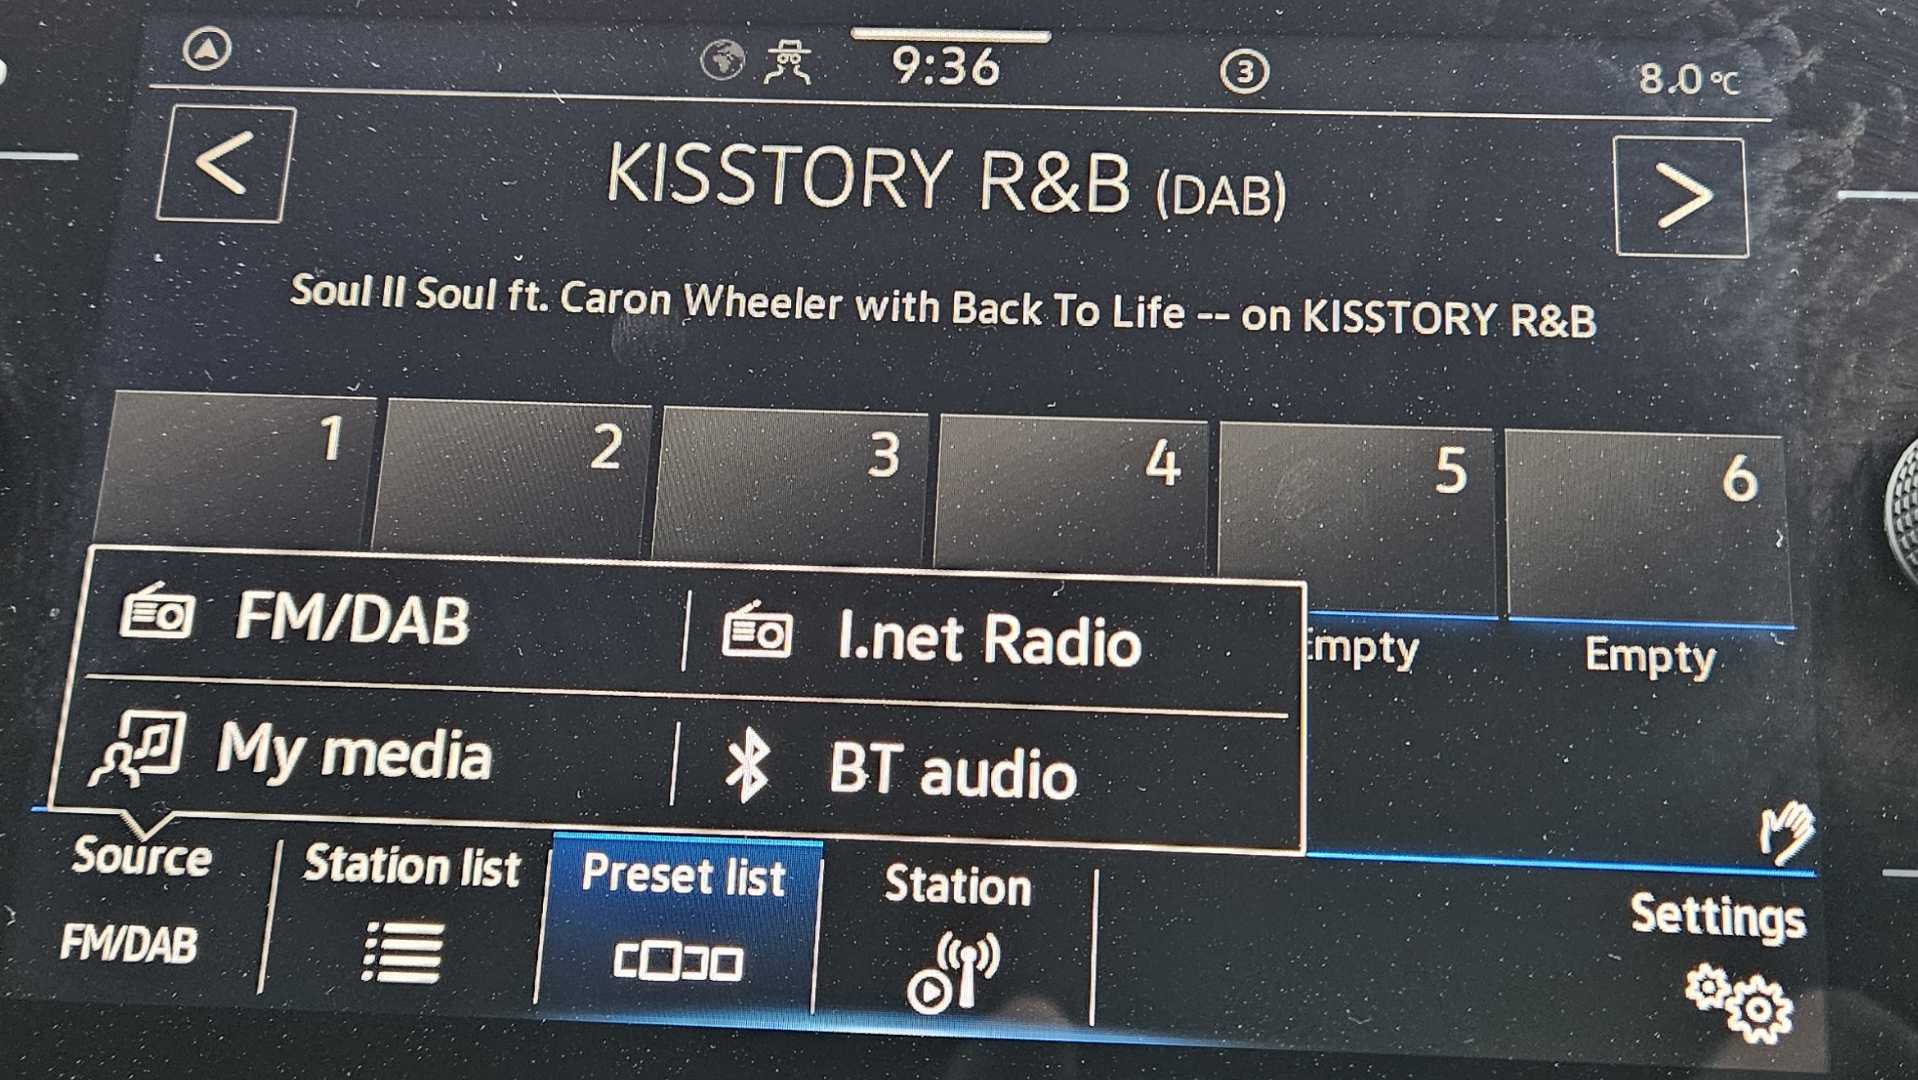 9:36 3 8.0 °C
KISSTORY R&B (DAB)
Soul II Soul ft. Caron Wheeler with Back To Life -- on KISSTORY R&B
1 2 3 4 5 6
FM/DAB I.net Radio
Empty
My media BT audio
Source Station list Preset list Station
Settings
FM/DAB